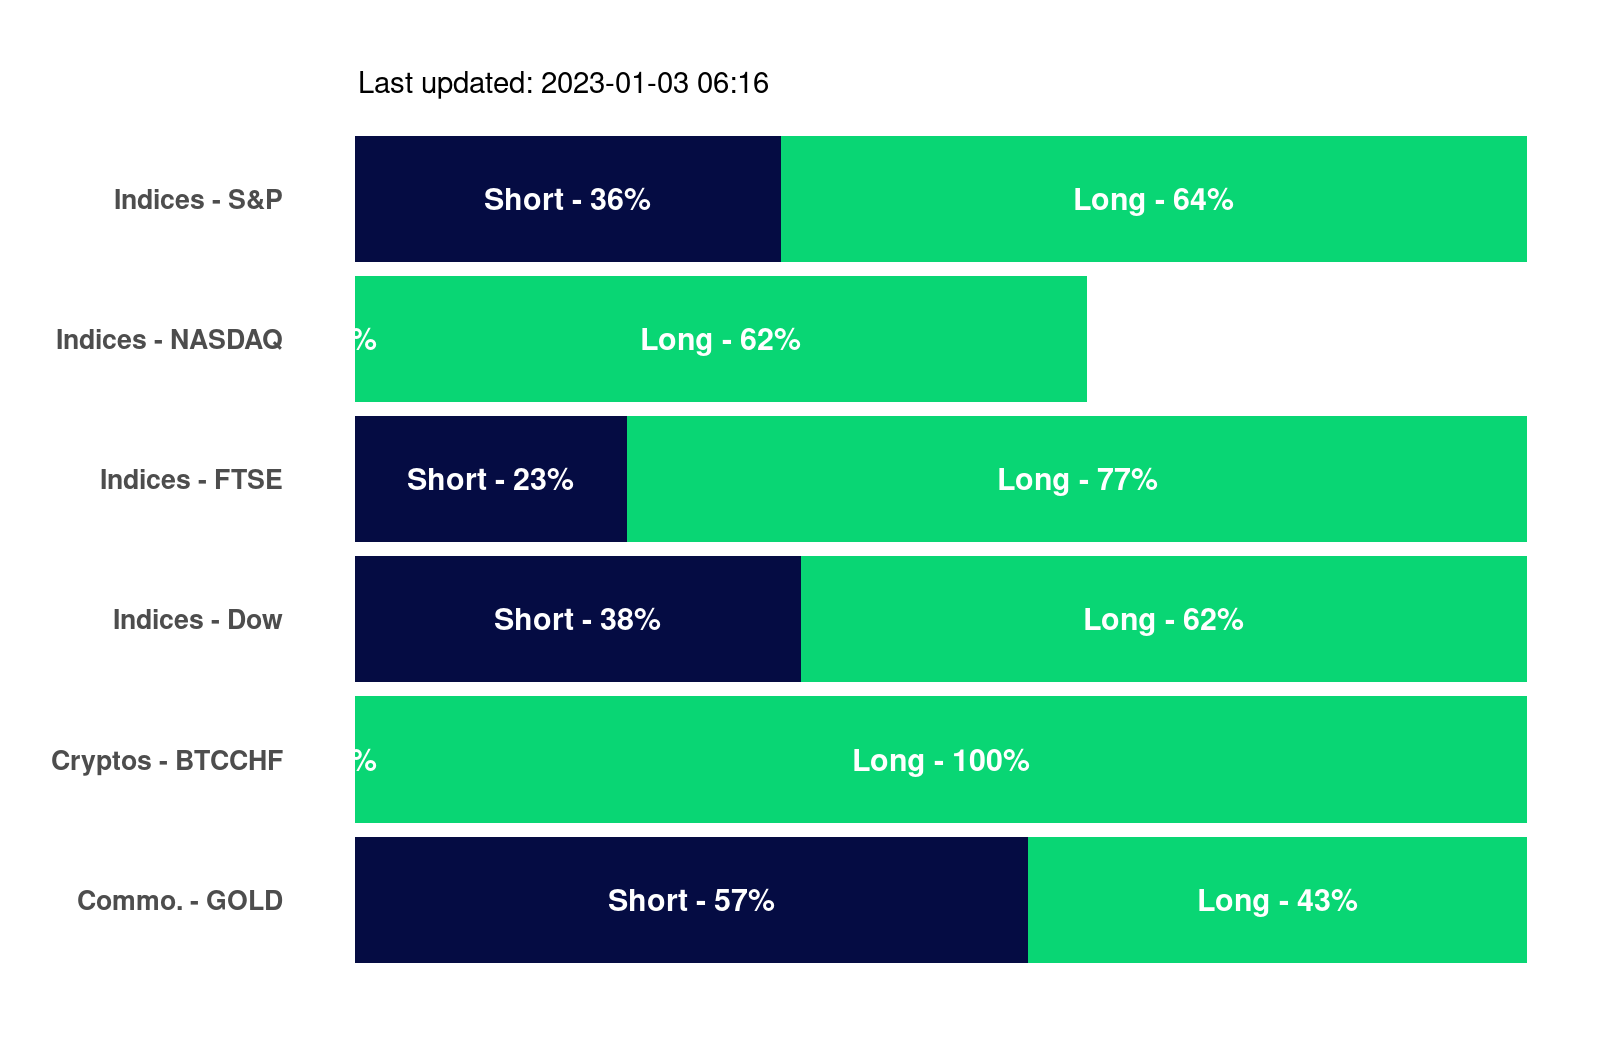 Last updated: 2023-01-03 06:16
Indices - S&P Short - 36% Long - 64%
Indices - NASDAQ % Long - 62%
Indices - FTSE Short - 23% Long - 77%
Indices - Dow Short - 38% Long - 62%
Cryptos - BTCCHF % Long - 100%
Commo. - GOLD Short - 57% Long - 43%